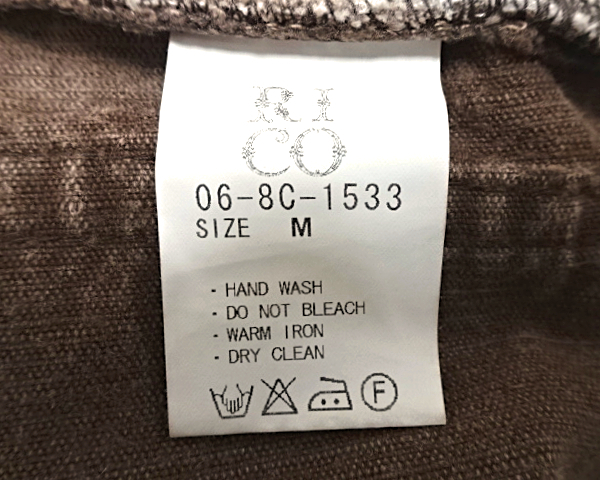 RI
CO
06-8C-1533
SIZE M
・HAND WASH
・DO NOT BLEACH
・WARM IRON
・DRY CLEAN
F